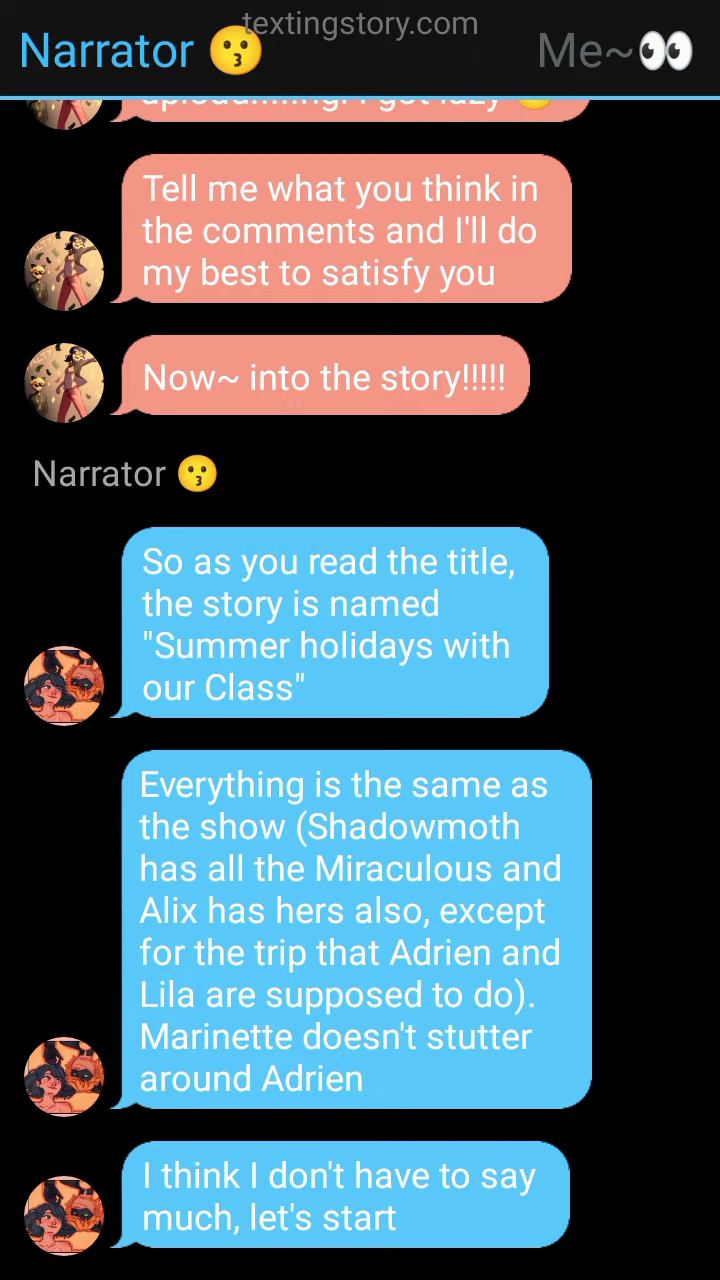 textingstory.com
Narrator 😗
Me~👀
Tell me what you think in
the comments and I'll do
my best to satisfy you
Now~ into the story!!!!!
Narrator 😗
So as you read the title,
the story is named
"Summer holidays with
our Class"
Everything is the same as
the show (Shadowmoth
has all the Miraculous and
Alix has hers also, except
for the trip that Adrien and
Lila are supposed to do).
Marinette doesn't stutter
around Adrien
I think I don't have to say
much, let's start